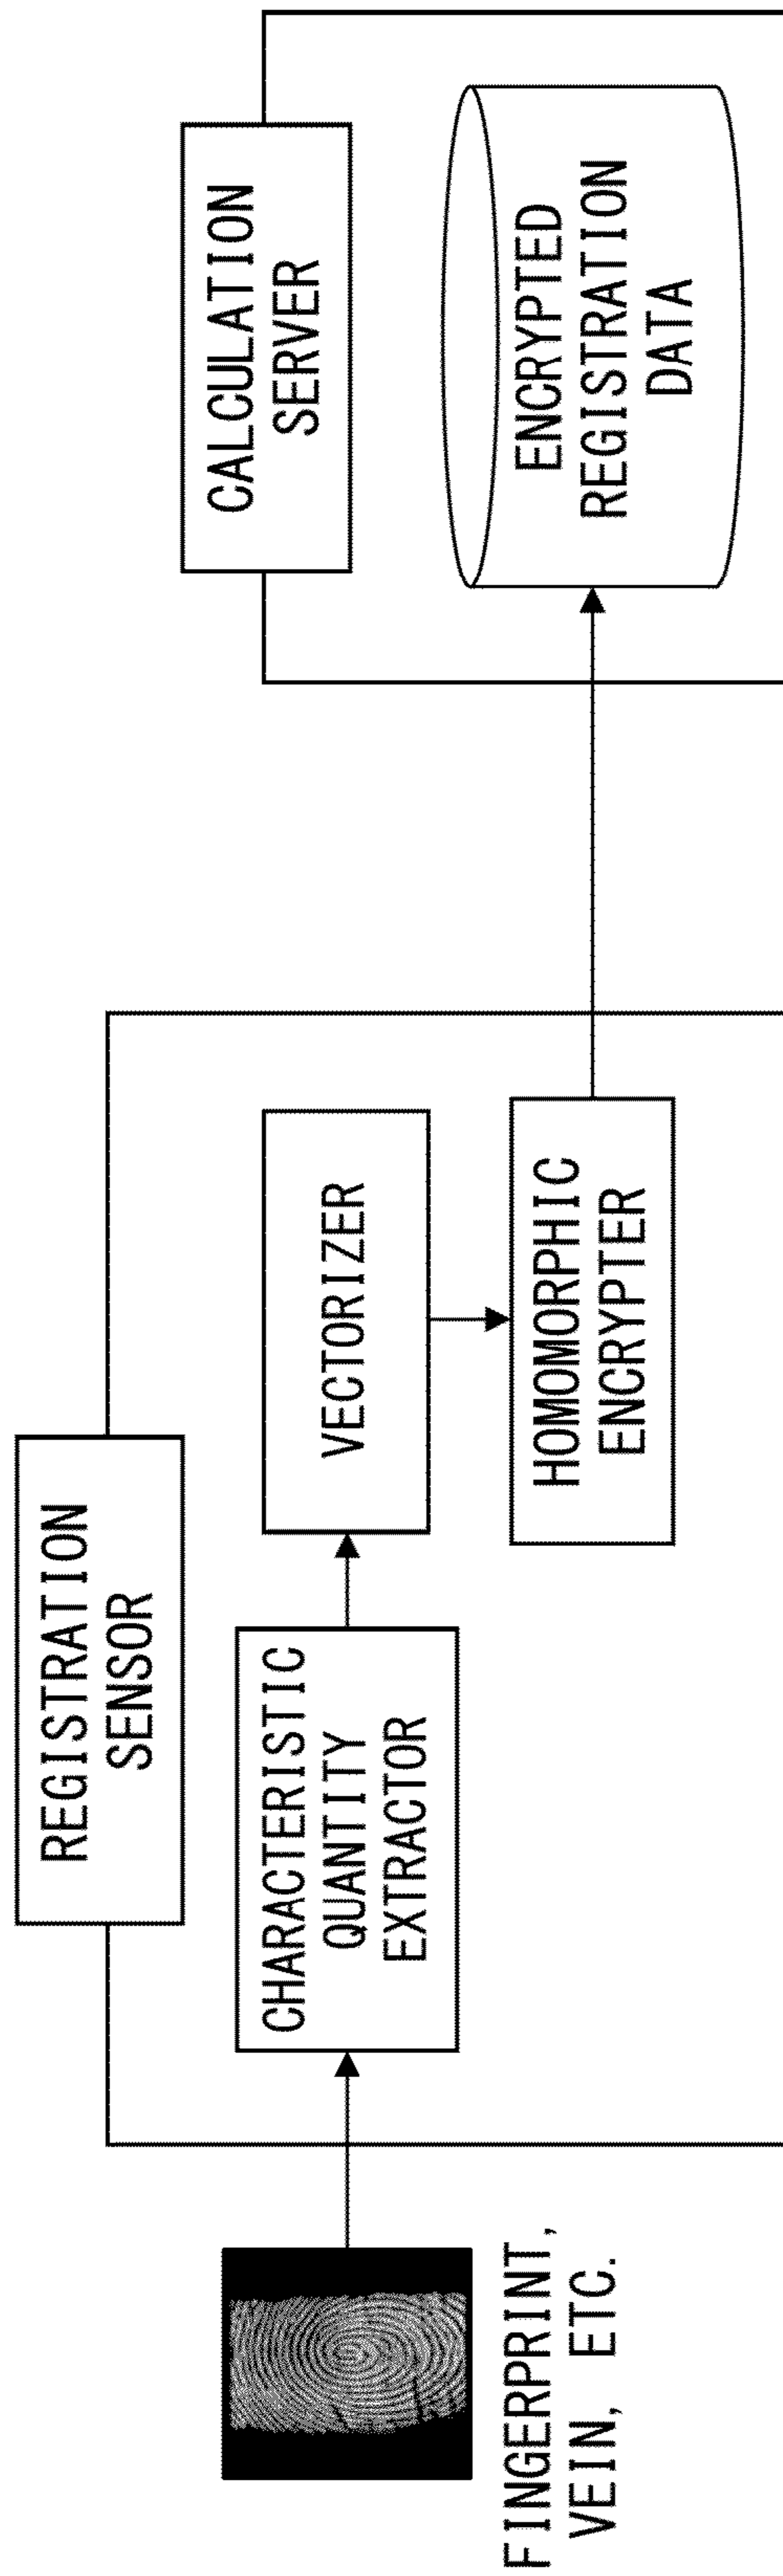 REGISTRATION
SENSOR
CALCULATION
SERVER
FINGERPRINT,
VEIN, ETC.
CHARACTERISTIC
QUANTITY
EXTRACTOR
VECTORIZER
HOMOMORPHIC
ENCRYPTER
ENCRYPTED
REGISTRATION
DATA